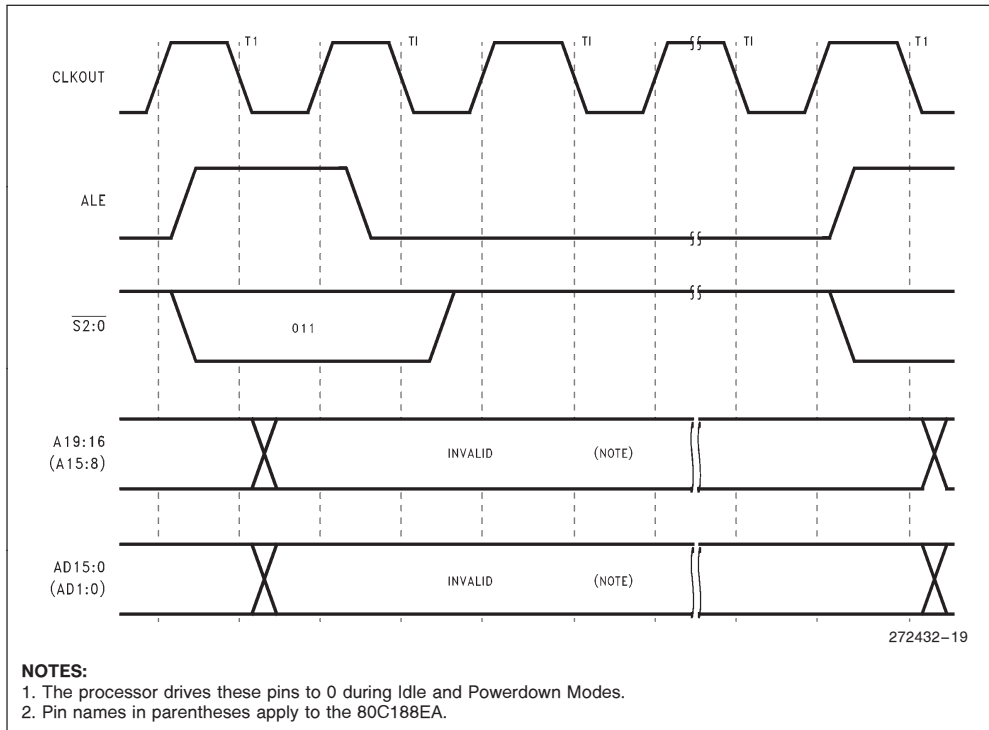 T1 TI TI TI T1
CLKOUT
ALE
S2:0
011
A19:16
(A15:8)
INVALID (NOTE)
AD15:0
(AD1:0)
INVALID (NOTE)
272432–19
NOTES:
1. The processor drives these pins to 0 during Idle and Powerdown Modes.
2. Pin names in parentheses apply to the 80C188EA.